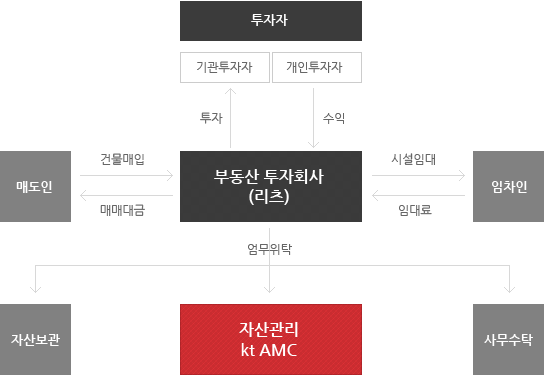 투자자
기관투자자
개인투자자
투자
수익
건물매입
시설임대
매도인
부동산 투자회사
(리츠)
임차인
매매대금
임대료
엄무위탁
자산보관
자산관리
kt AMC
사무수탁